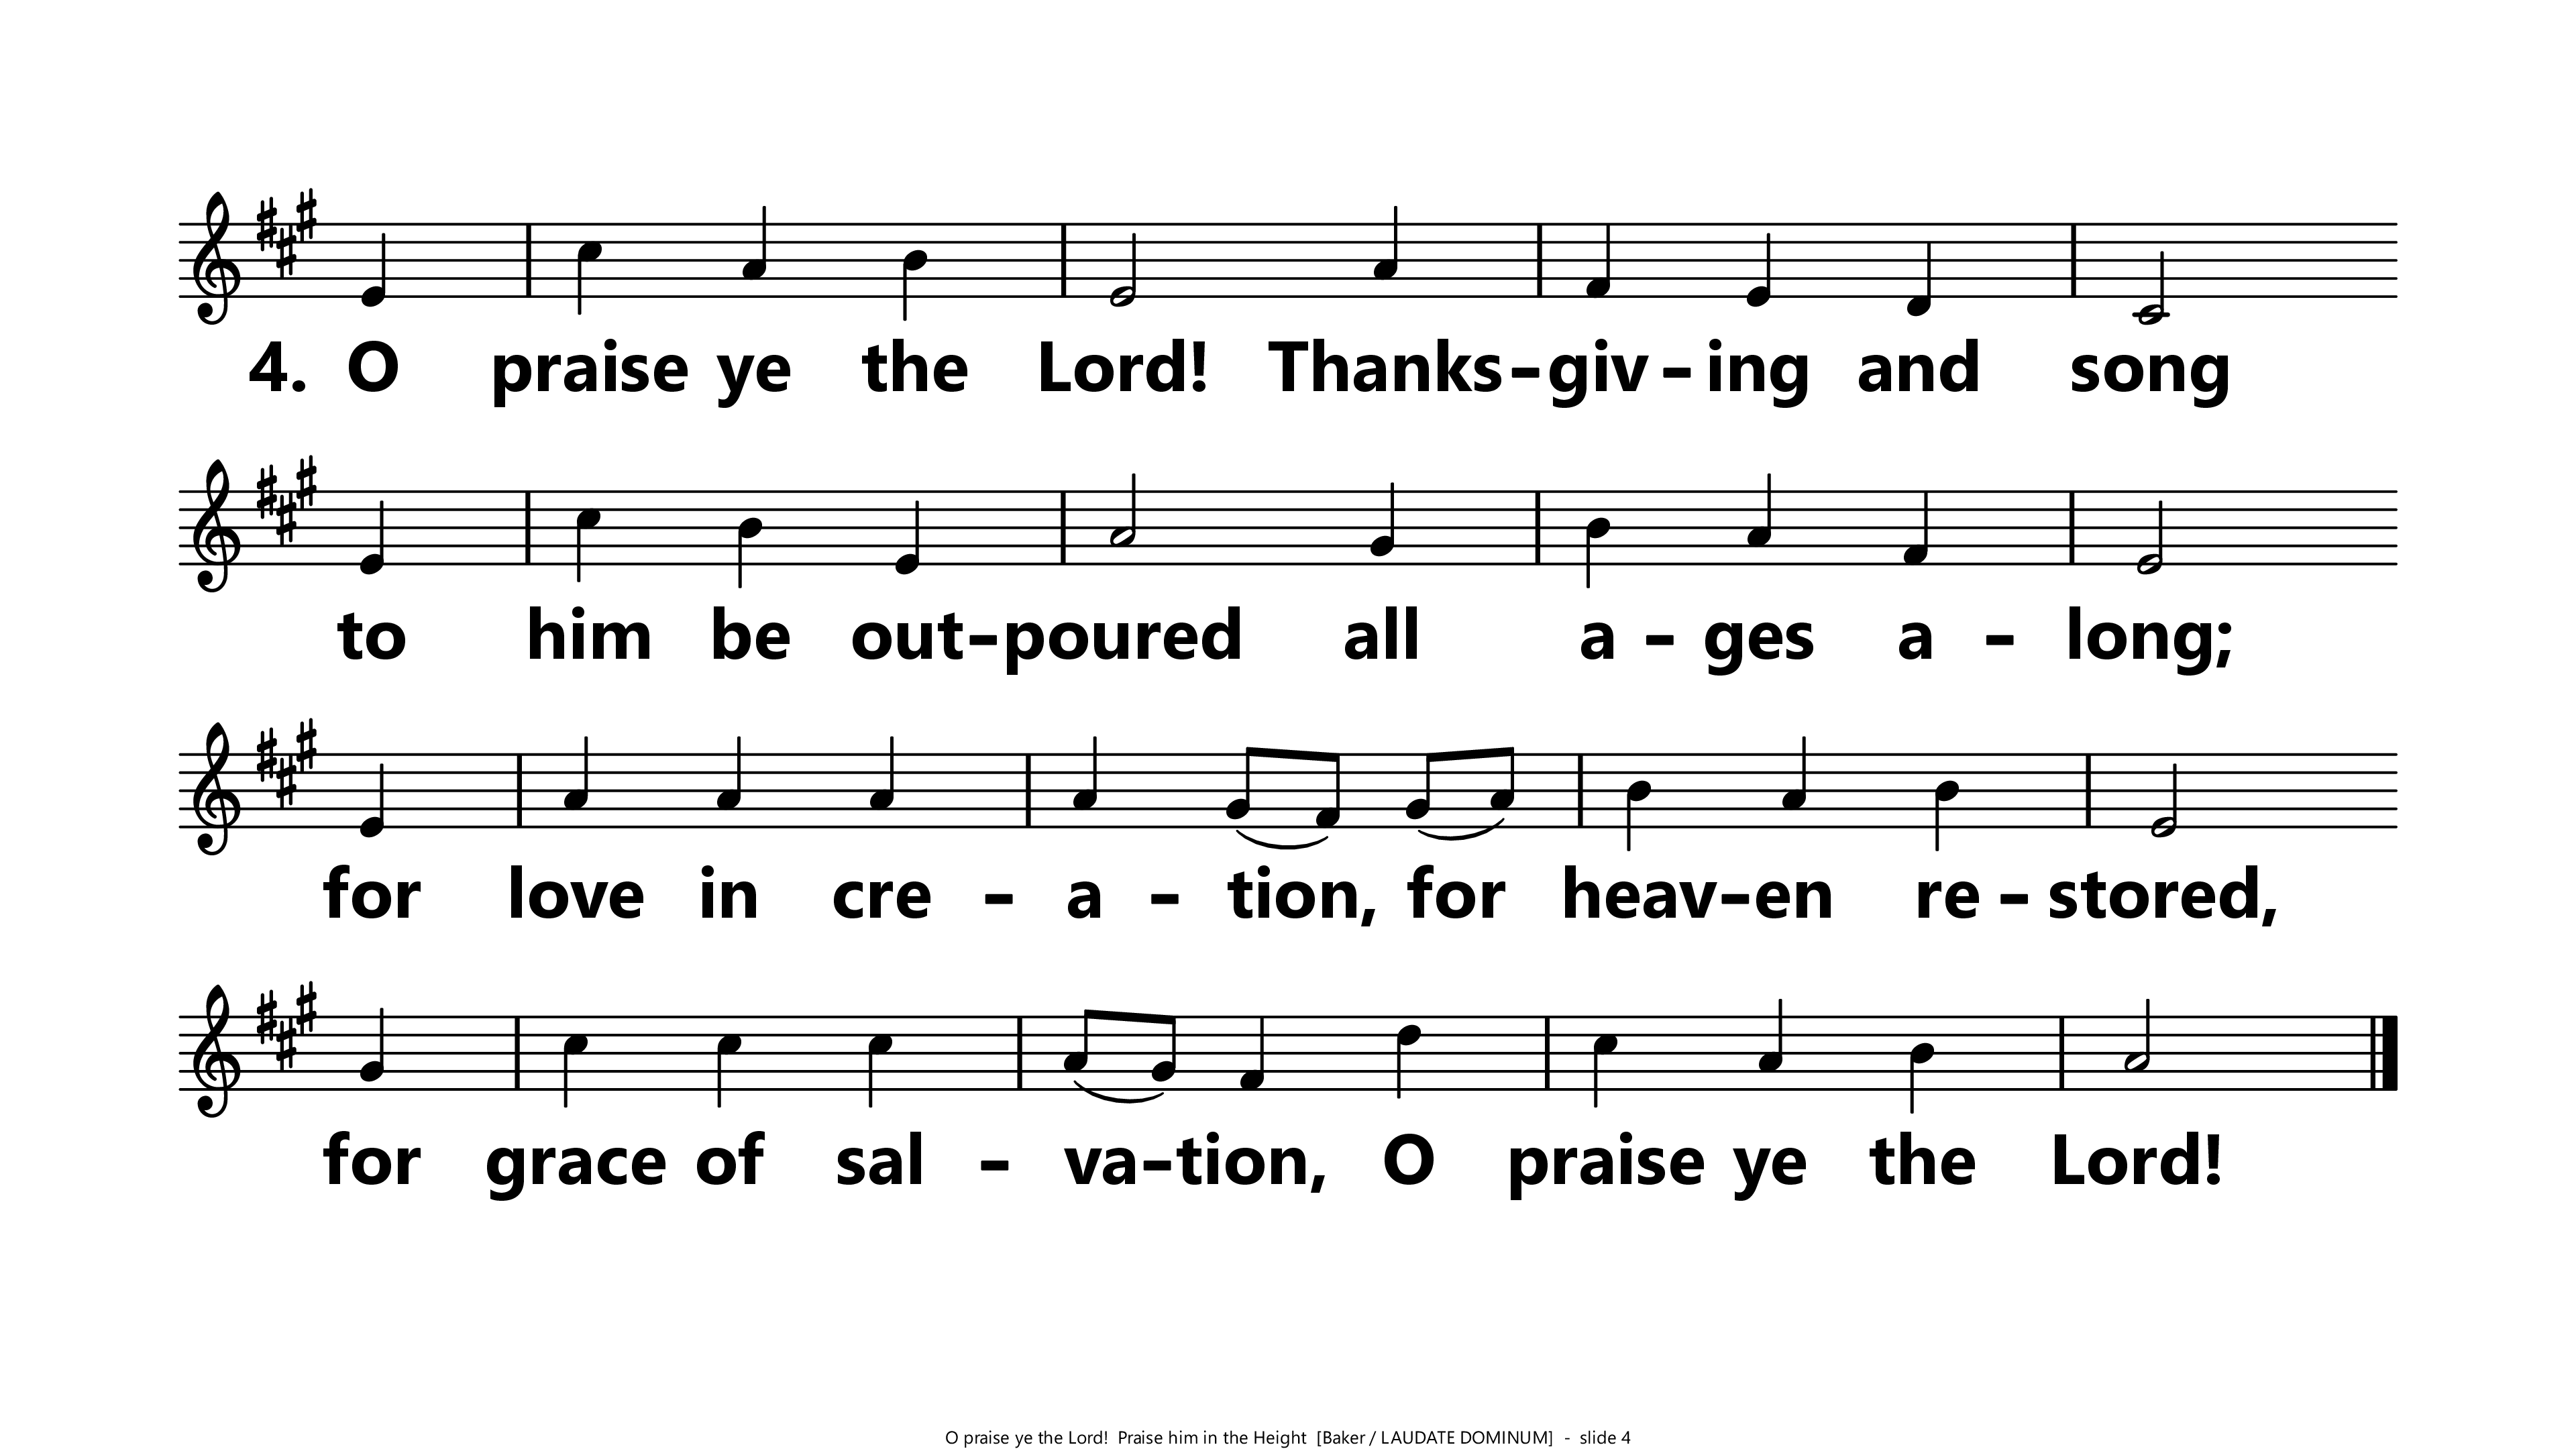 4. O praise ye the Lord! Thanks-giv-ing and song
to him be out-poured all a-ges a-long;
for love in cre-a-tion, for heav-en re-stored,
for grace of sal-va-tion, O praise ye the Lord!
O praise ye the Lord! Praise him in the Height [Baker / LAUDATE DOMINUM] - slide 4